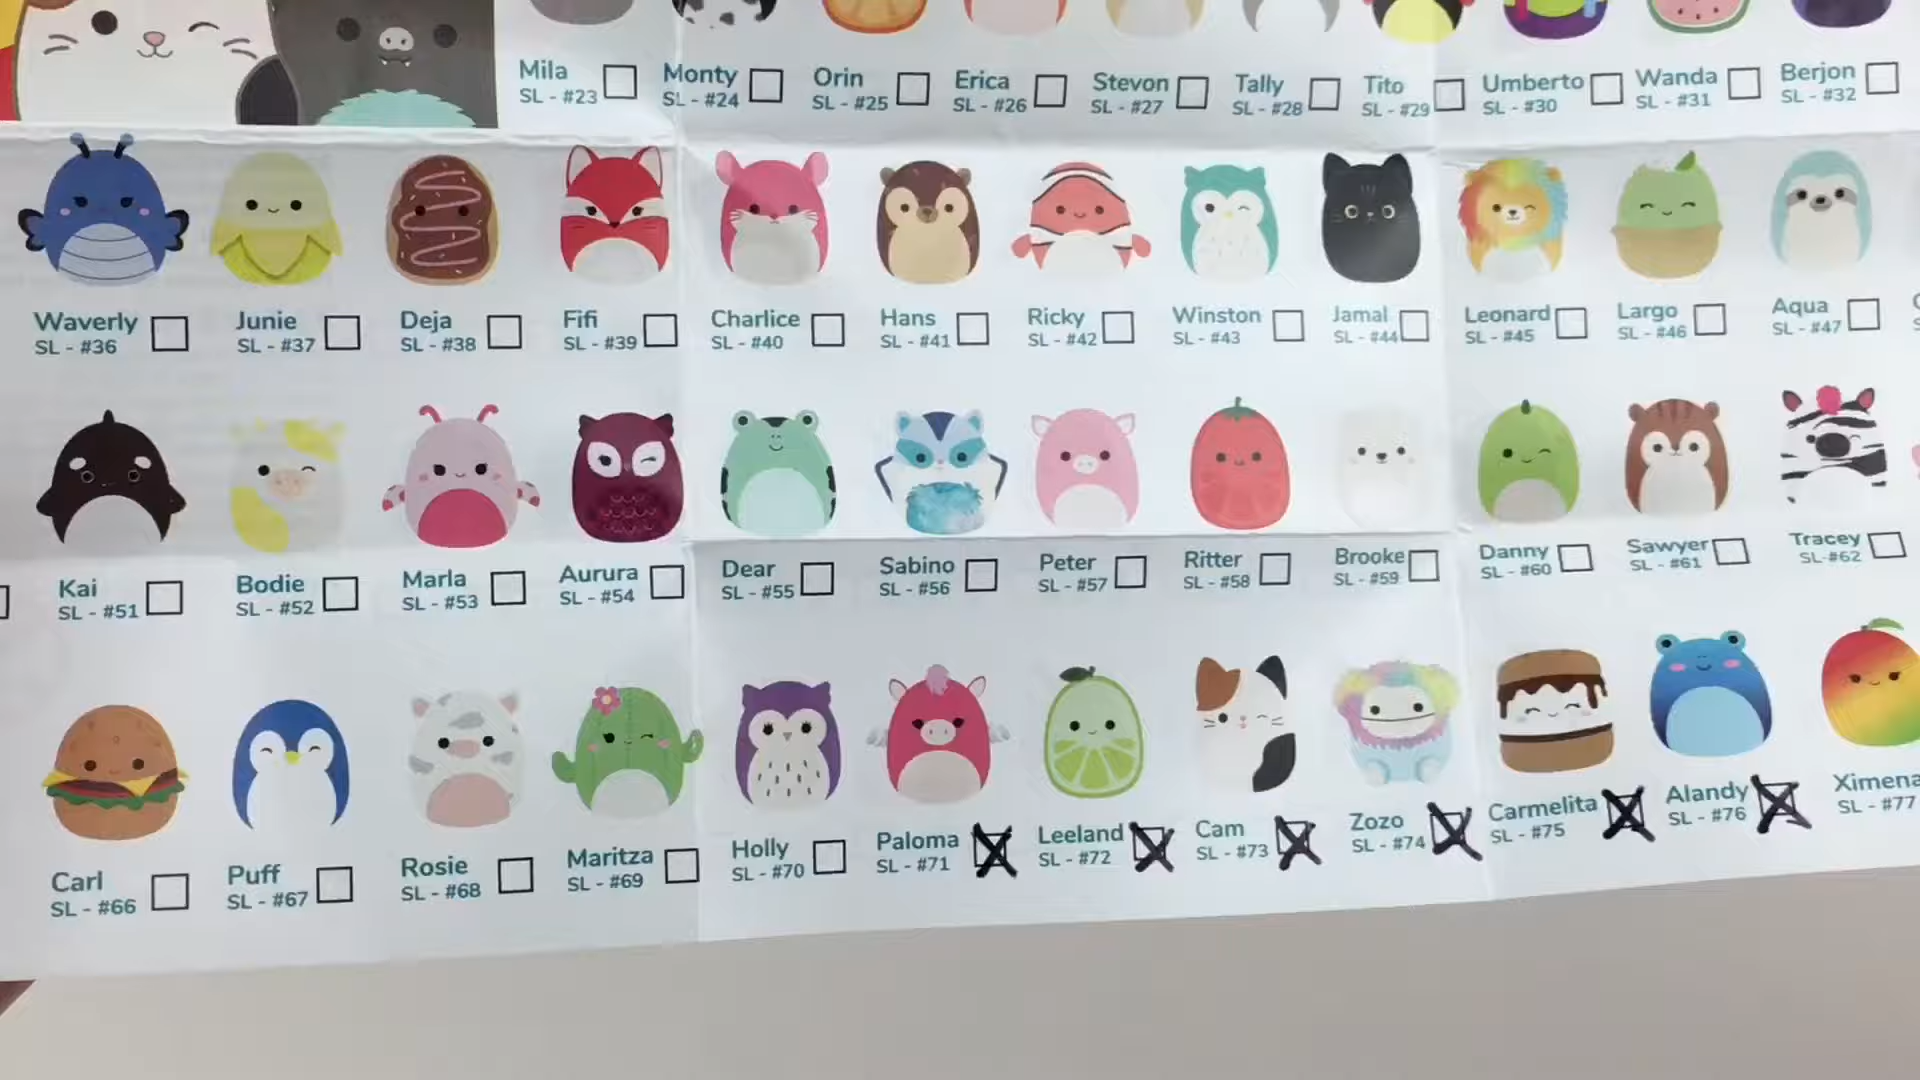 Mila
SL - #23
Monty
SL - #24
Orin
SL - #25
Erica
SL - #26
Stevon
SL - #27
Tally
SL - #28
Tito
SL - #29
Umberto
SL - #30
Wanda
SL - #31
Berjon
SL - #32
Waverly
SL - #36
Junie
SL - #37
Deja
SL - #38
Fifi
SL - #39
Charlice
SL - #40
Hans
SL - #41
Ricky
SL - #42
Winston
SL - #43
Jamal
SL - #44
Leonard
SL - #45
Largo
SL - #46
Aqua
SL - #47
Kai
SL - #51
Bodie
SL - #52
Marla
SL - #53
Aurura
SL - #54
Dear
SL - #55
Sabino
SL - #56
Peter
SL - #57
Ritter
SL - #58
Brooke
SL - #59
Danny
SL - #60
Sawyer
SL - #61
Tracey
SL-#62
Carl
SL - #66
Puff
SL - #67
Rosie
SL - #68
Maritza
SL - #69
Holly
SL - #70
Paloma
SL - #71
Leeland
SL - #72
Cam
SL - #73
Zozo
SL - #74
Carmelita
SL - #75
Alandy
SL - #76
Ximena
SL - #77